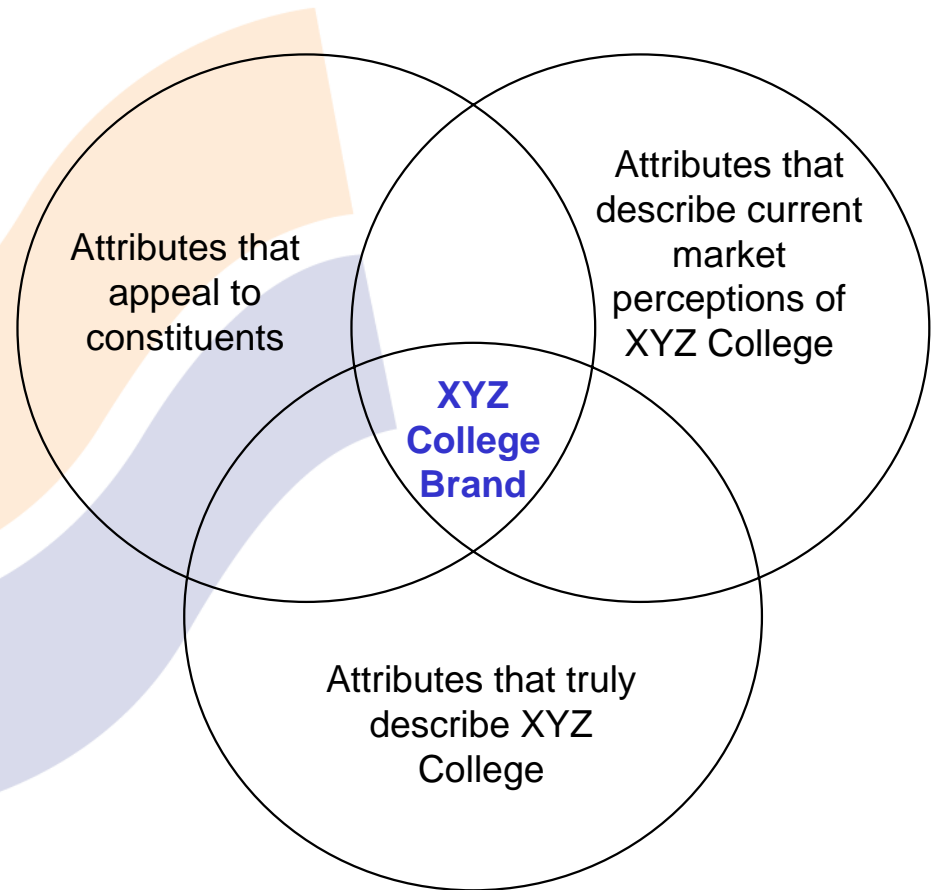 Attributes that
appeal to
constituents
Attributes that
describe current
market
perceptions of
XYZ College
XYZ
College
Brand
Attributes that truly
describe XYZ
College